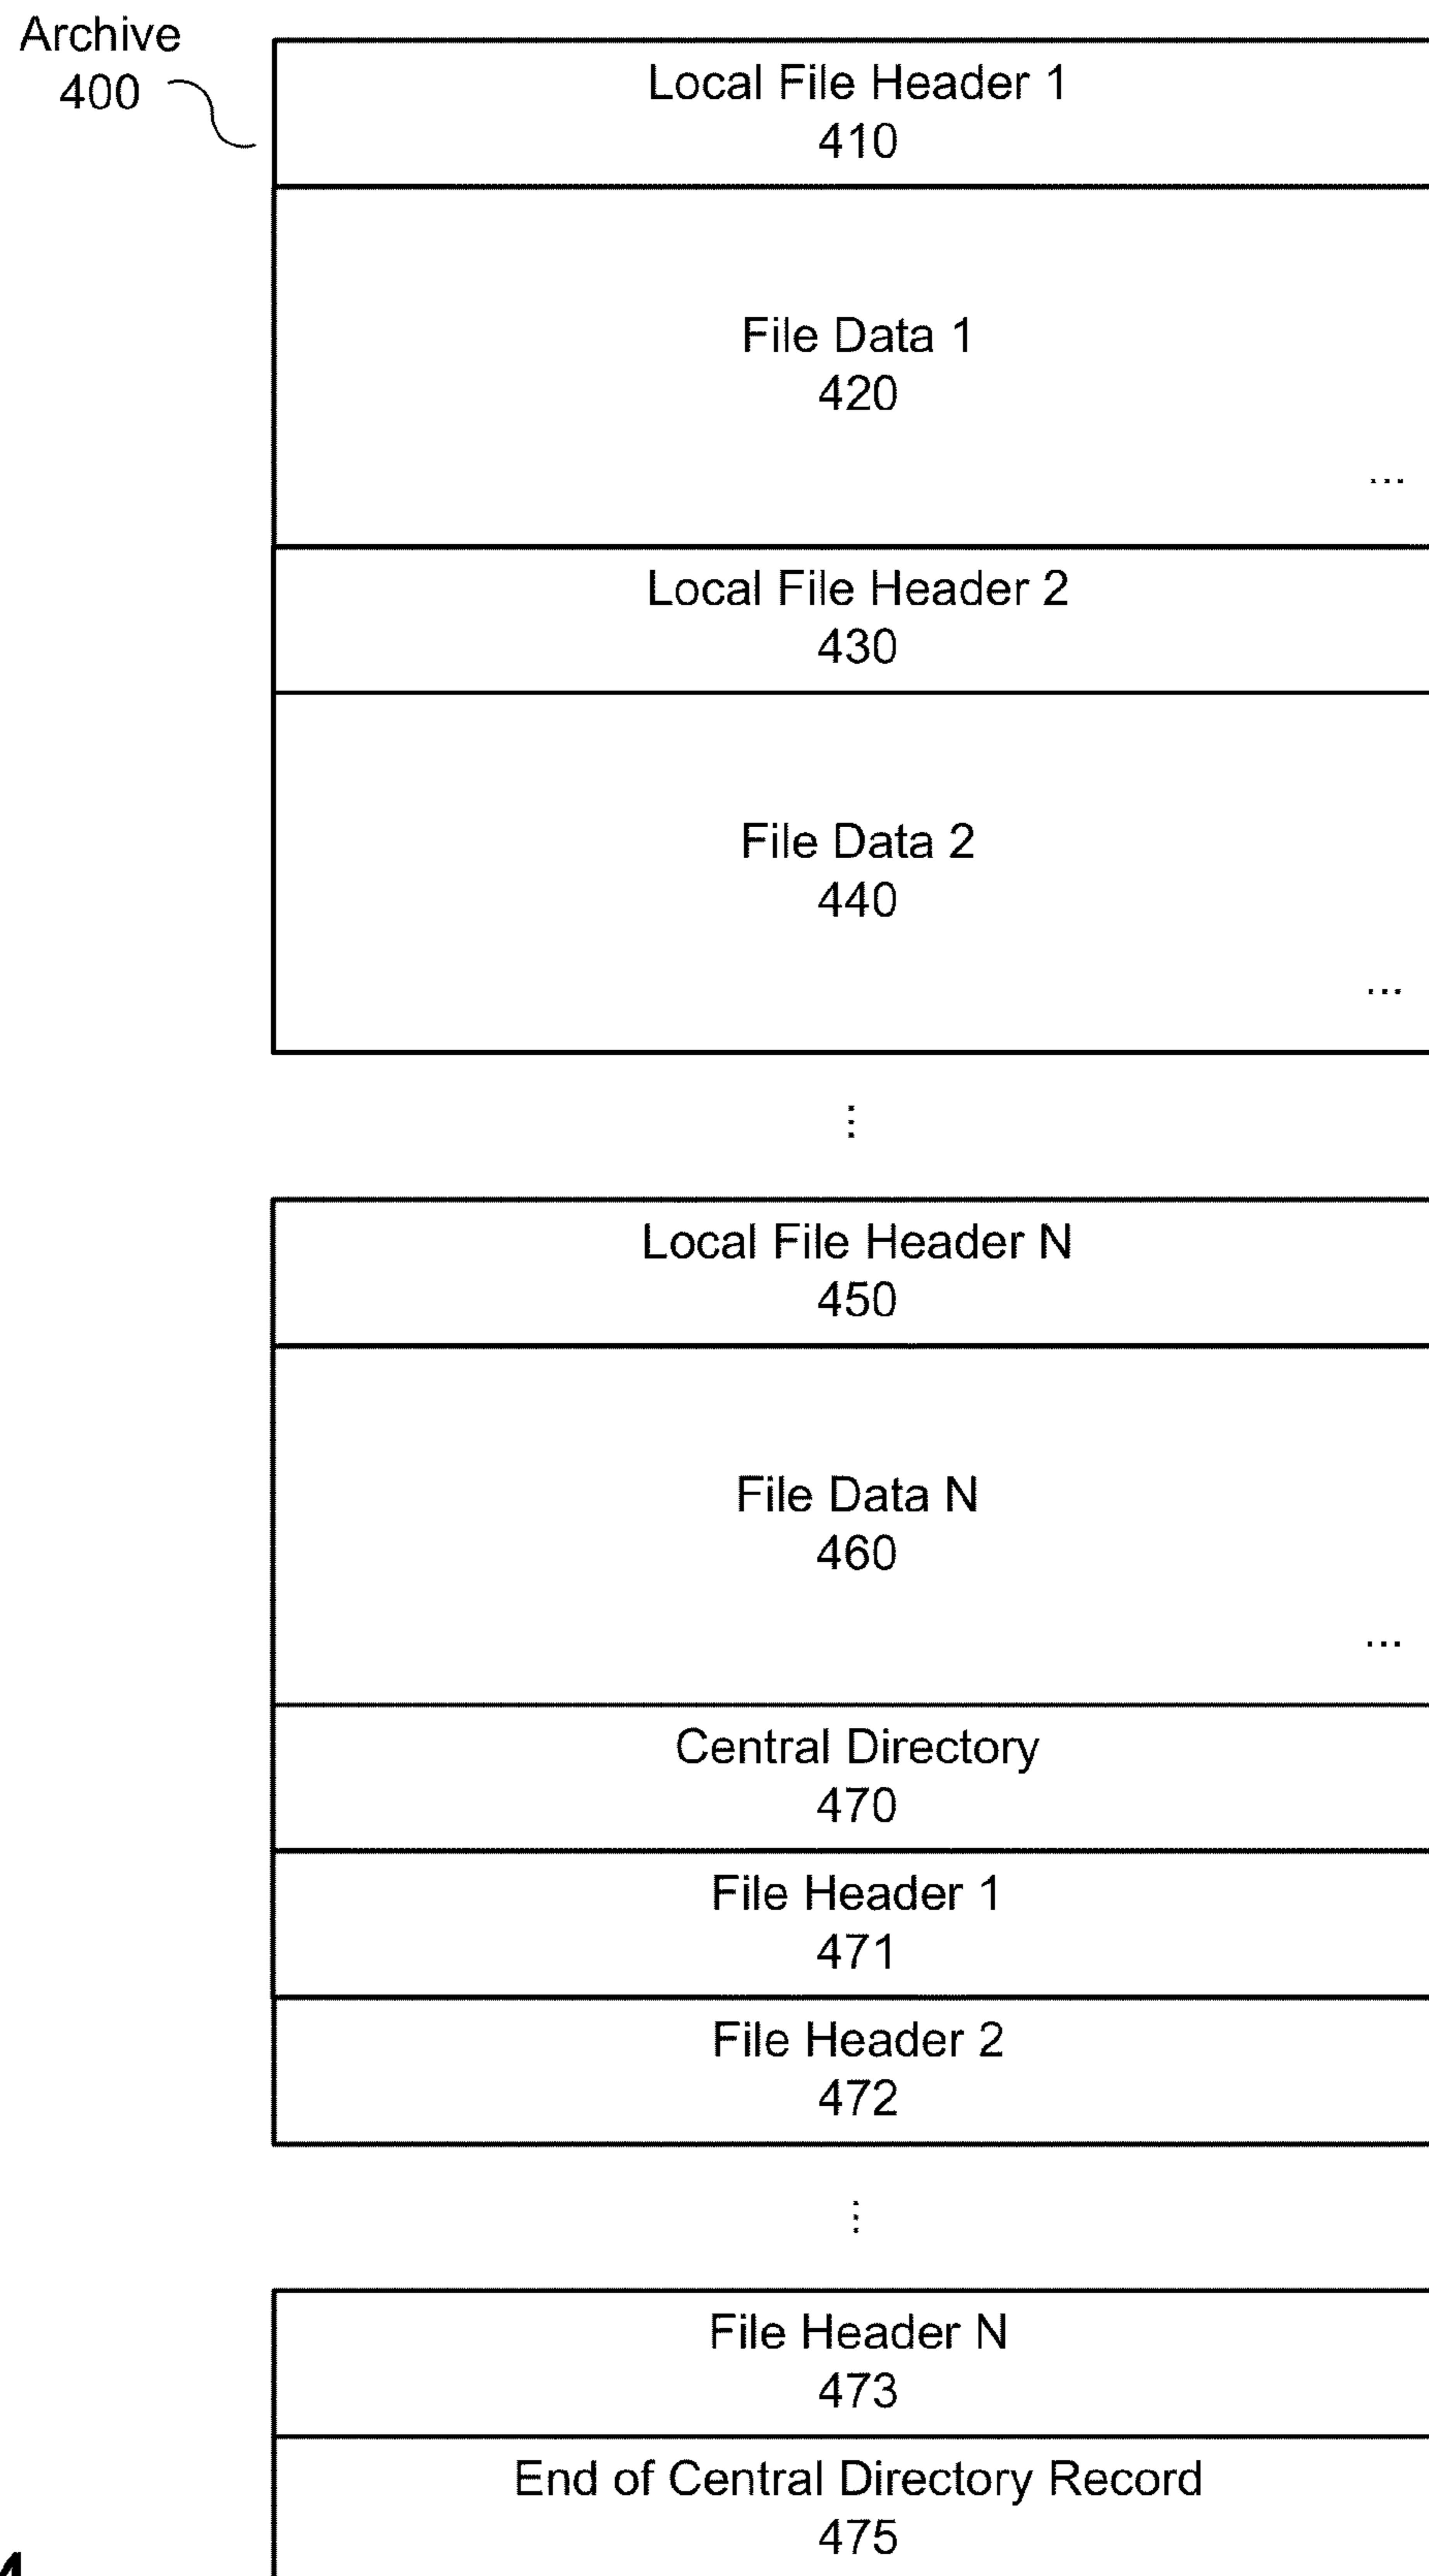 Archive
400
Local File Header 1
410
File Data 1
420
...
Local File Header 2
430
File Data 2
440
...
⋮
Local File Header N
450
File Data N
460
...
Central Directory
470
File Header 1
471
File Header 2
472
⋮
File Header N
473
End of Central Directory Record
475
4